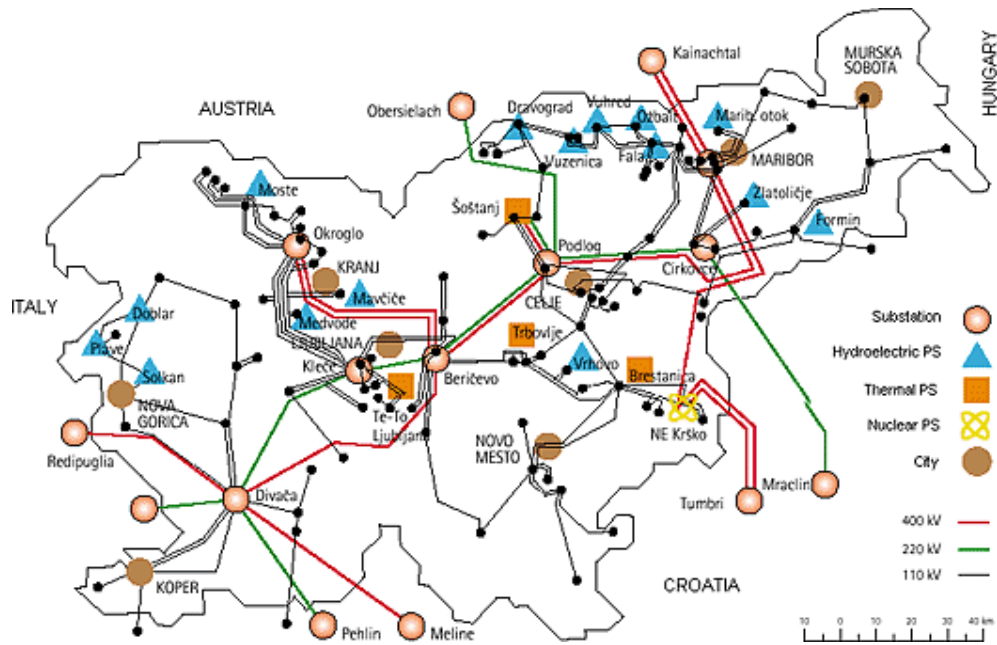 Kainachtal
MURSKA
SOBOTA
HUNGARY
AUSTRIA
Obersielach
Dravograd
Vuhred
Ožbalt
Marib. otok
Vuzenica
Fala
MARIBOR
Moste
Šoštanj
Zlatoličje
Formin
Okroglo
Podlog
Cirkovce
KRANJ
ITALY
Mavčiče
CELJE
Doblar
Medvode
Substation
Plave
LJUBLJANA
Trbovlje
Hydroelectric PS
Solkan
Kleče
Beričevo
Vrhovo
Brestanica
Thermal PS
NOVA
GORICA
Te-To
Ljubljana
Nuclear PS
NOVO
MESTO
NE Krško
Redipuglia
City
Divača
Tumbri
Mraclin
400 kV
220 kV
110 kV
KOPER
CROATIA
Pehlin
Meline
10 0 10 20 30 40 km